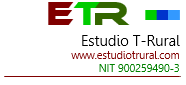 ETR
Estudio T-Rural
www.estudiotrural.com
NIT 900259490-3